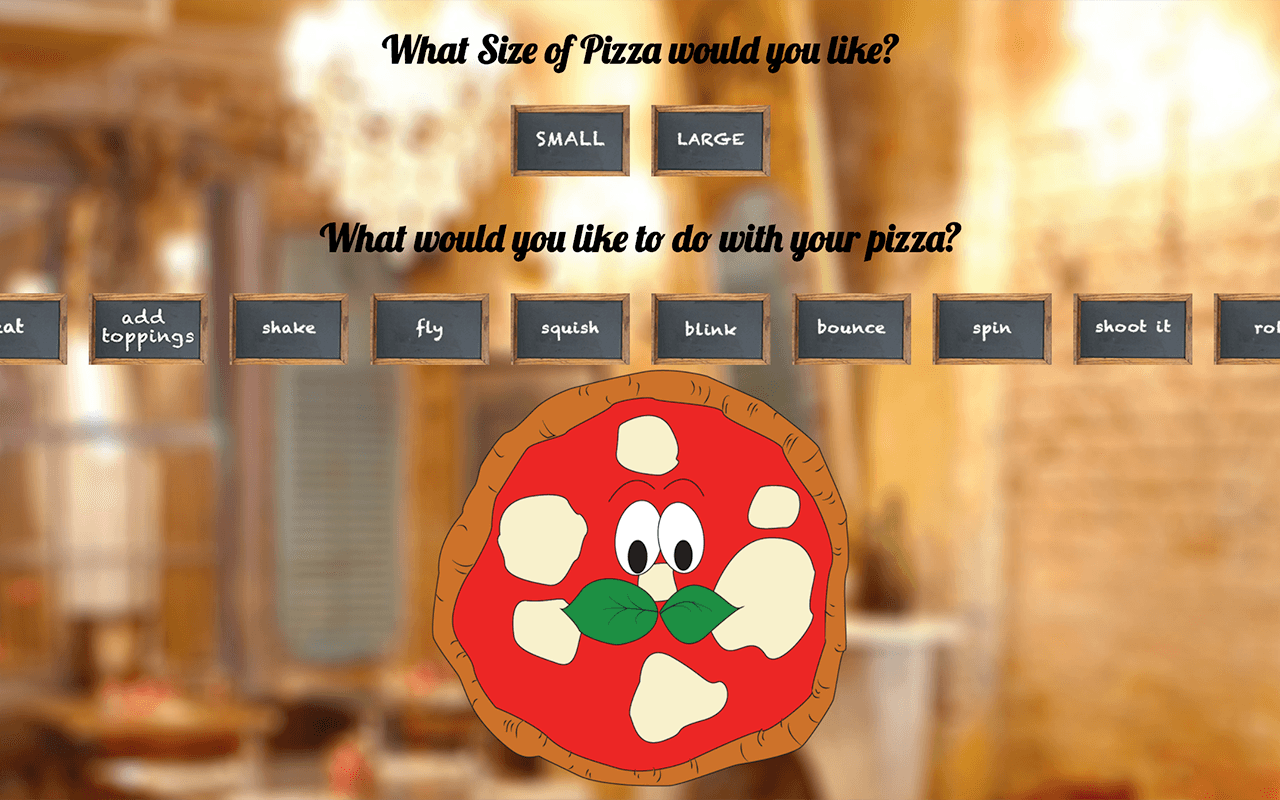 What Size of Pizza would you like?
SMALL LARGE
What would you like to do with your pizza?
add toppings shake fly squish blink bounce spin shoot it